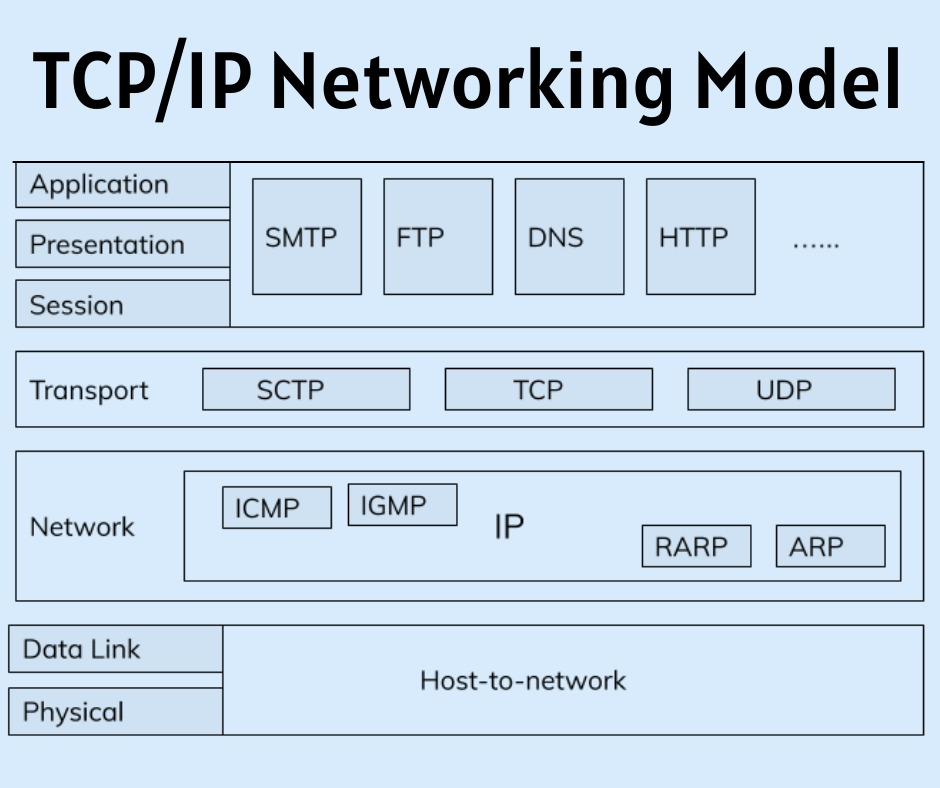 TCP/IP Networking Model
Application
Presentation
Session
SMTP
FTP
DNS
HTTP
......
Transport
SCTP
TCP
UDP
Network
ICMP
IGMP
IP
RARP
ARP
Data Link
Physical
Host-to-network